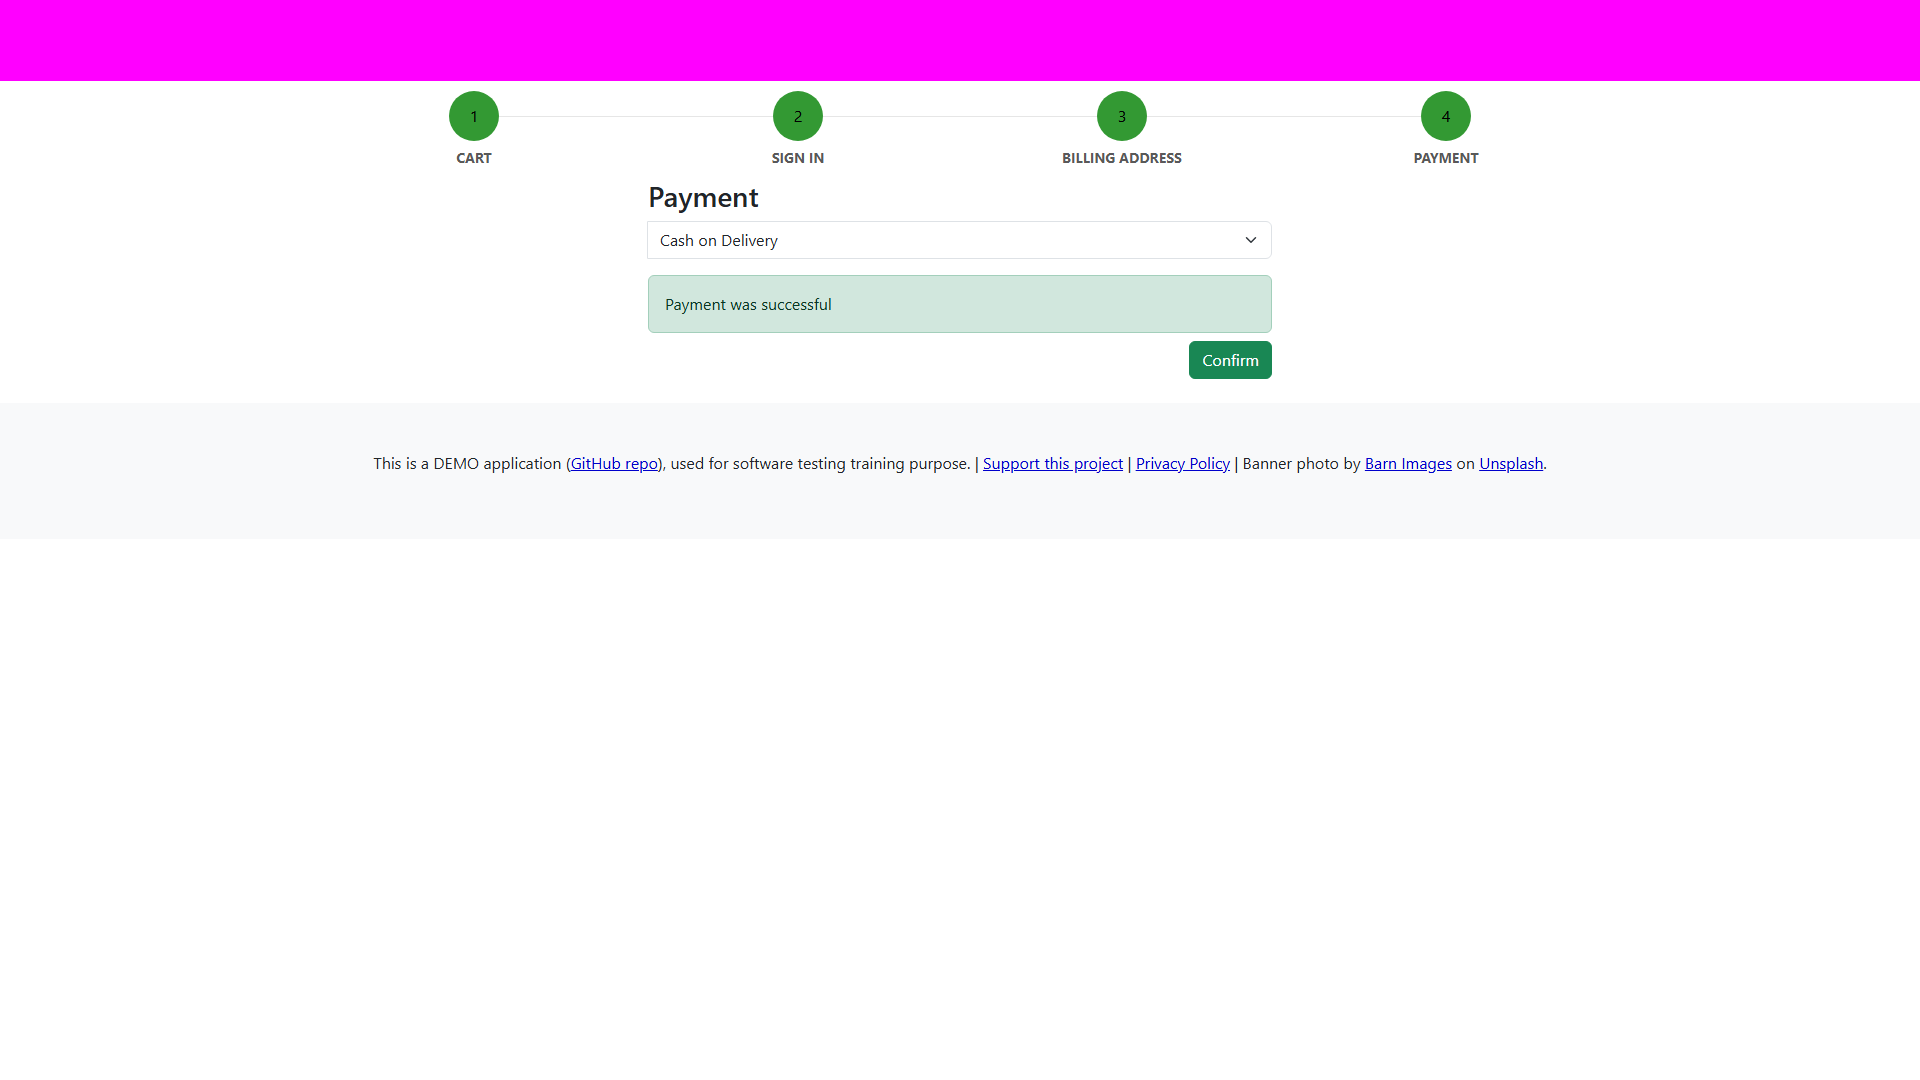 1
2
3
4
CART
SIGN IN
BILLING ADDRESS
PAYMENT
Payment
Cash on Delivery
Payment was successful
Confirm
This is a DEMO application (GitHub repo), used for software testing training purpose. | Support this project | Privacy Policy | Banner photo by Barn Images on Unsplash.